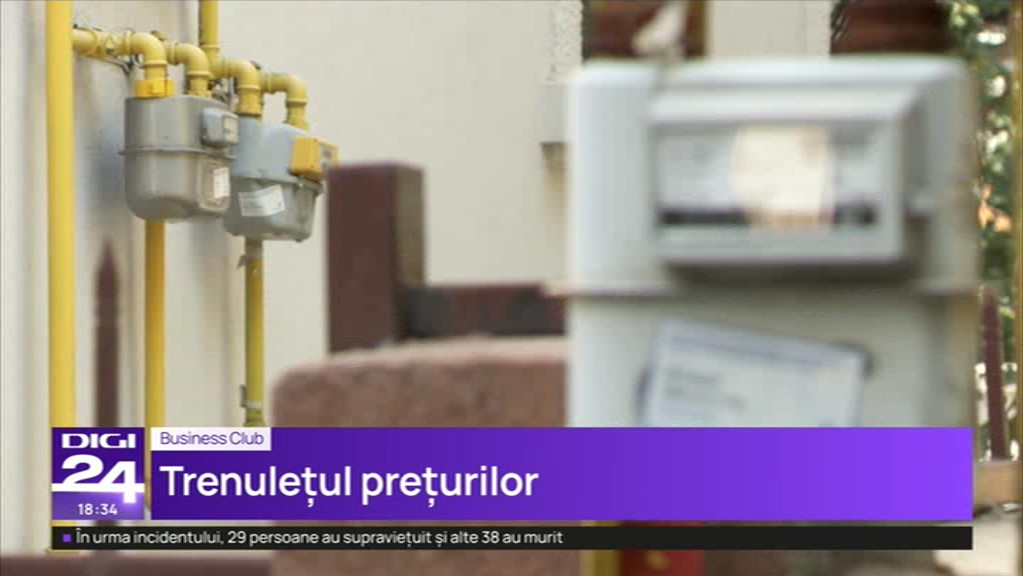 DIGI
24
18:34
Business Club
Trenulețul prețurilor
În urma incidentului, 29 persoane au supraviețuit și alte 38 au murit